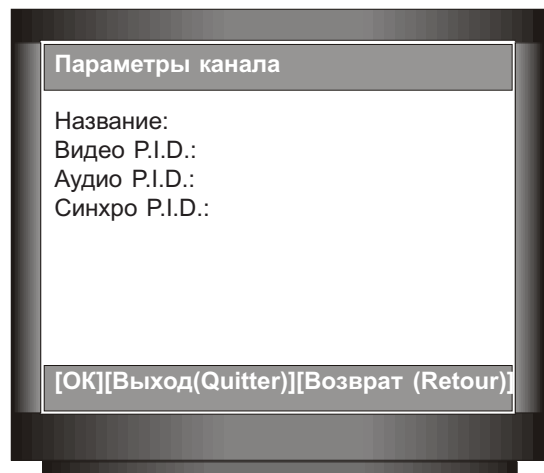 Параметры канала
Название:
Видео P.I.D.:
Аудио P.I.D.:
Синхро P.I.D.:
[ОК][Выход(Quitter)][Возврат (Retour)]